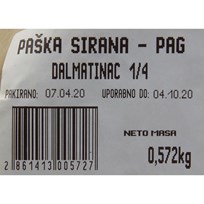 PAŠKA SIRANA – PAG
DALMATINAC 1/4
PAKIRANO: 07.04.20 UPORABNO DO: 04.10.20
NETO MASA
0,572kg
2 861413 005727